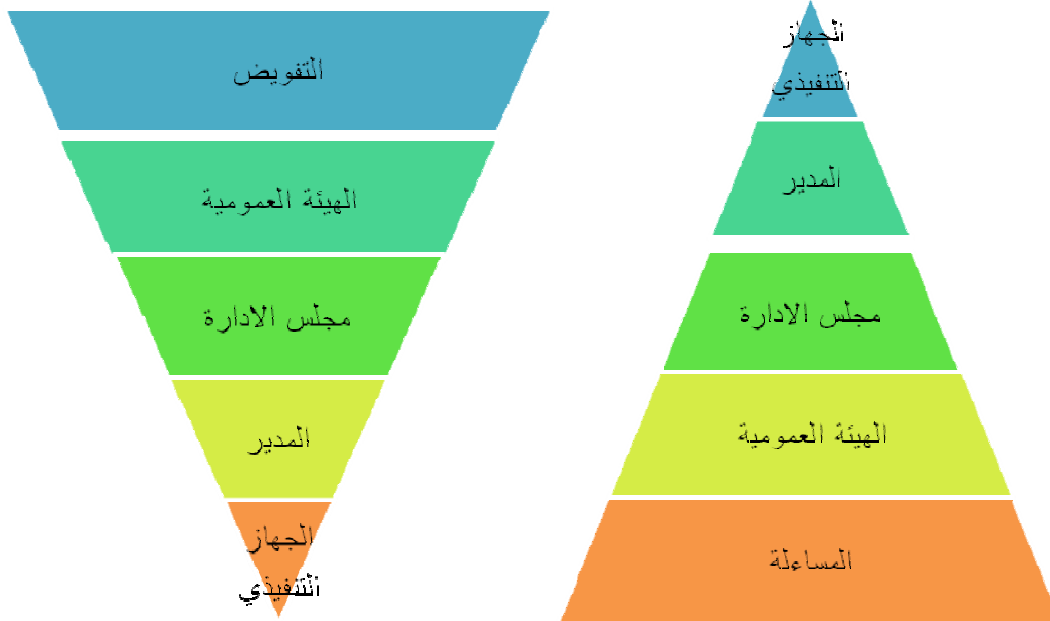 التفويض
الهيئة العمومية
مجلس الادارة
المدير
الجهاز
التنفيذي
الجهاز
التنفيذي
المدير
مجلس الادارة
الهيئة العمومية
المساءلة